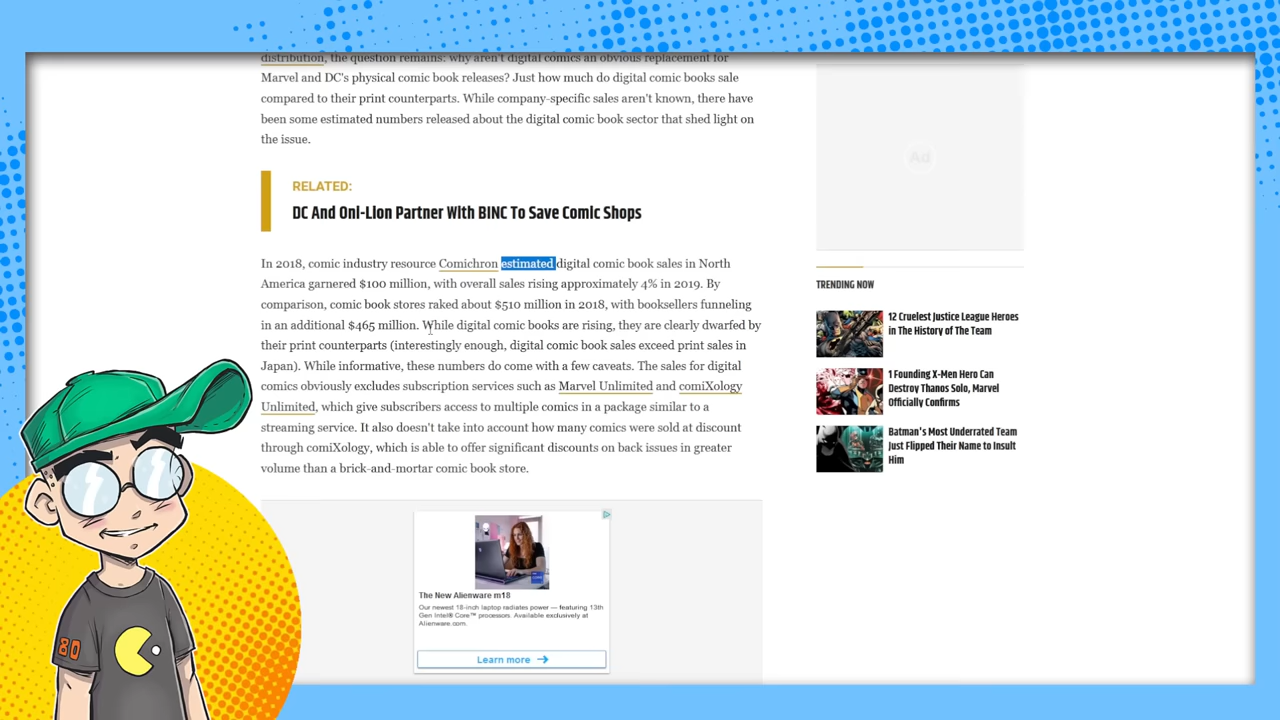 distribution, the question remains: why aren't digital comics an obvious replacement for
Marvel and DC's physical comic book releases? Just how much do digital comic books sale
compared to their print counterparts. While company-specific sales aren't known, there have
been some estimated numbers released about the digital comic book sector that shed light on
the issue.
RELATED:
DC And Oni-Lion Partner With BINC To Save Comic Shops
In 2018, comic industry resource Comichron estimated digital comic book sales in North
America garnered $100 million, with overall sales rising approximately 4% in 2019. By
comparison, comic book stores raked about $510 million in 2018, with booksellers funneling
in an additional $465 million. While digital comic books are rising, they are clearly dwarfed by
their print counterparts (interestingly enough, digital comic book sales exceed print sales in
Japan). While informative, these numbers do come with a few caveats. The sales for digital
comics obviously excludes subscription services such as Marvel Unlimited and comiXology
Unlimited, which give subscribers access to multiple comics in a package similar to a
streaming service. It also doesn't take into account how many comics were sold at discount
through comiXology, which is able to offer significant discounts on back issues in greater
volume than a brick-and-mortar comic book store.
The New Alienware m18
Our newest 18-inch laptop radiates power — featuring 13th
Gen Intel® Core™ processors. Available exclusively at
Alienware.com.
Learn more
Ad
TRENDING NOW
12 Cruelest Justice League Heroes
in The History of The Team
1 Founding X-Men Hero Can
Destroy Thanos Solo, Marvel
Officially Confirms
Batman's Most Underrated Team
Just Flipped Their Name to Insult
Him
80